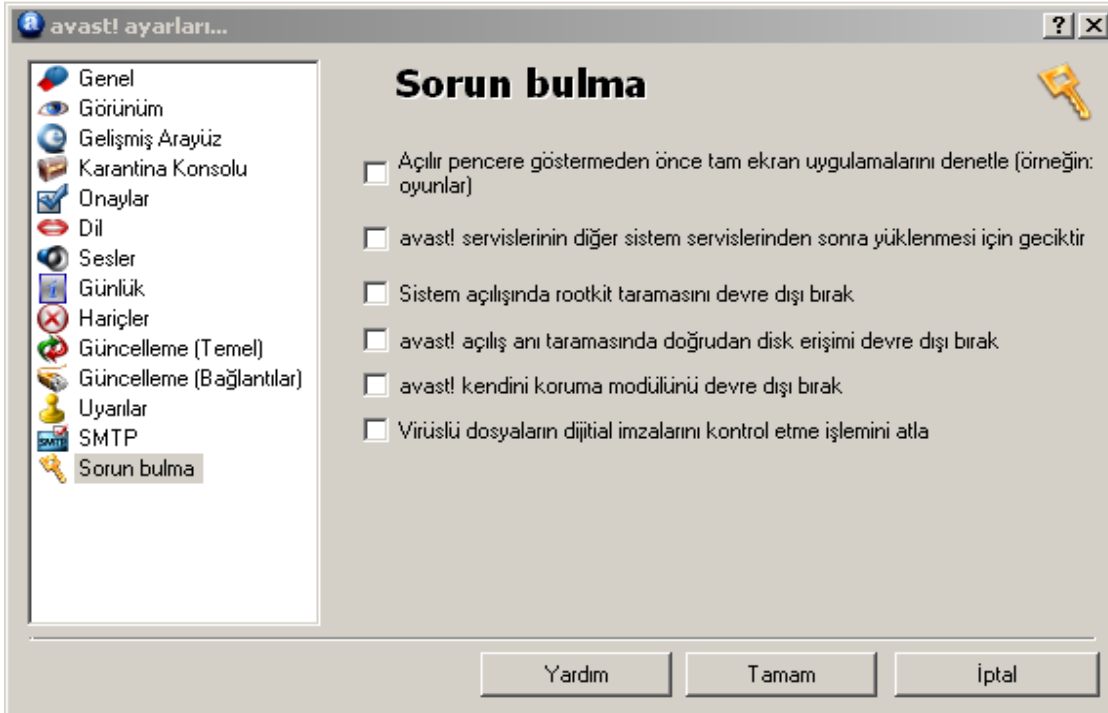 avast! ayarları...
Genel
Görünüm
Gelişmiş Arayüz
Karantina Konsolu
Onaylar
Dil
Sesler
Günlük
Hariçler
Güncelleme (Temel)
Güncelleme (Bağlantılar)
Uyarılar
SMTP
Sorun bulma
Sorun bulma
Açılır pencere göstermeden önce tam ekran uygulamalarını denetle (örneğin:
oyunlar)
avast! servislerinin diğer sistem servislerinden sonra yüklenmesi için geciktir
Sistem açılışında rootkit taramasını devre dışı bırak
avast! açılış anı taramasında doğrudan disk erişimi devre dışı bırak
avast! kendini koruma modülünü devre dışı bırak
Virüslü dosyaların dijitial imzalarını kontrol etme işlemini atla
Yardım
Tamam
İptal